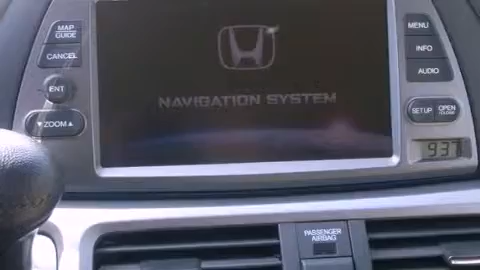 MAP
GUIDE
CANCEL
ENT
▼ZOOM▲
NAVIGATION SYSTEM
MENU
INFO
AUDIO
SETUP
OPEN
937
PASSENGER
AIRBAG